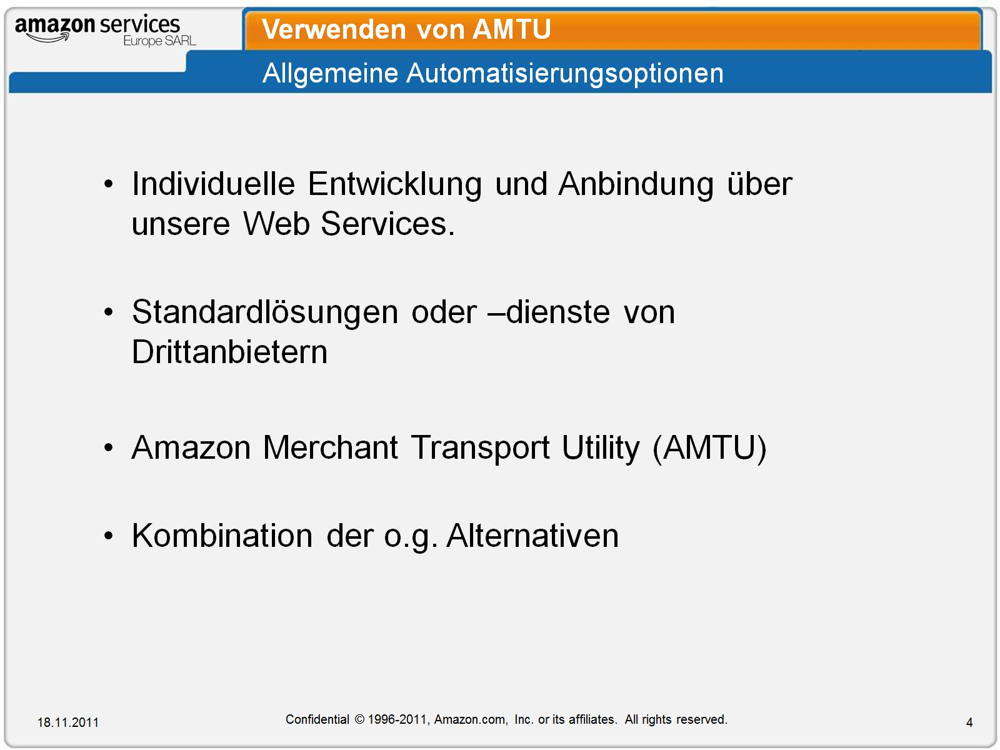 amazon services
Europe SARL
Verwenden von AMTU
Allgemeine Automatisierungsoptionen
• Individuelle Entwicklung und Anbindung über
unsere Web Services.
• Standardlösungen oder –dienste von
Drittanbietern
• Amazon Merchant Transport Utility (AMTU)
• Kombination der o.g. Alternativen
18.11.2011
Confidential © 1996-2011, Amazon.com, Inc. or its affiliates. All rights reserved.
4